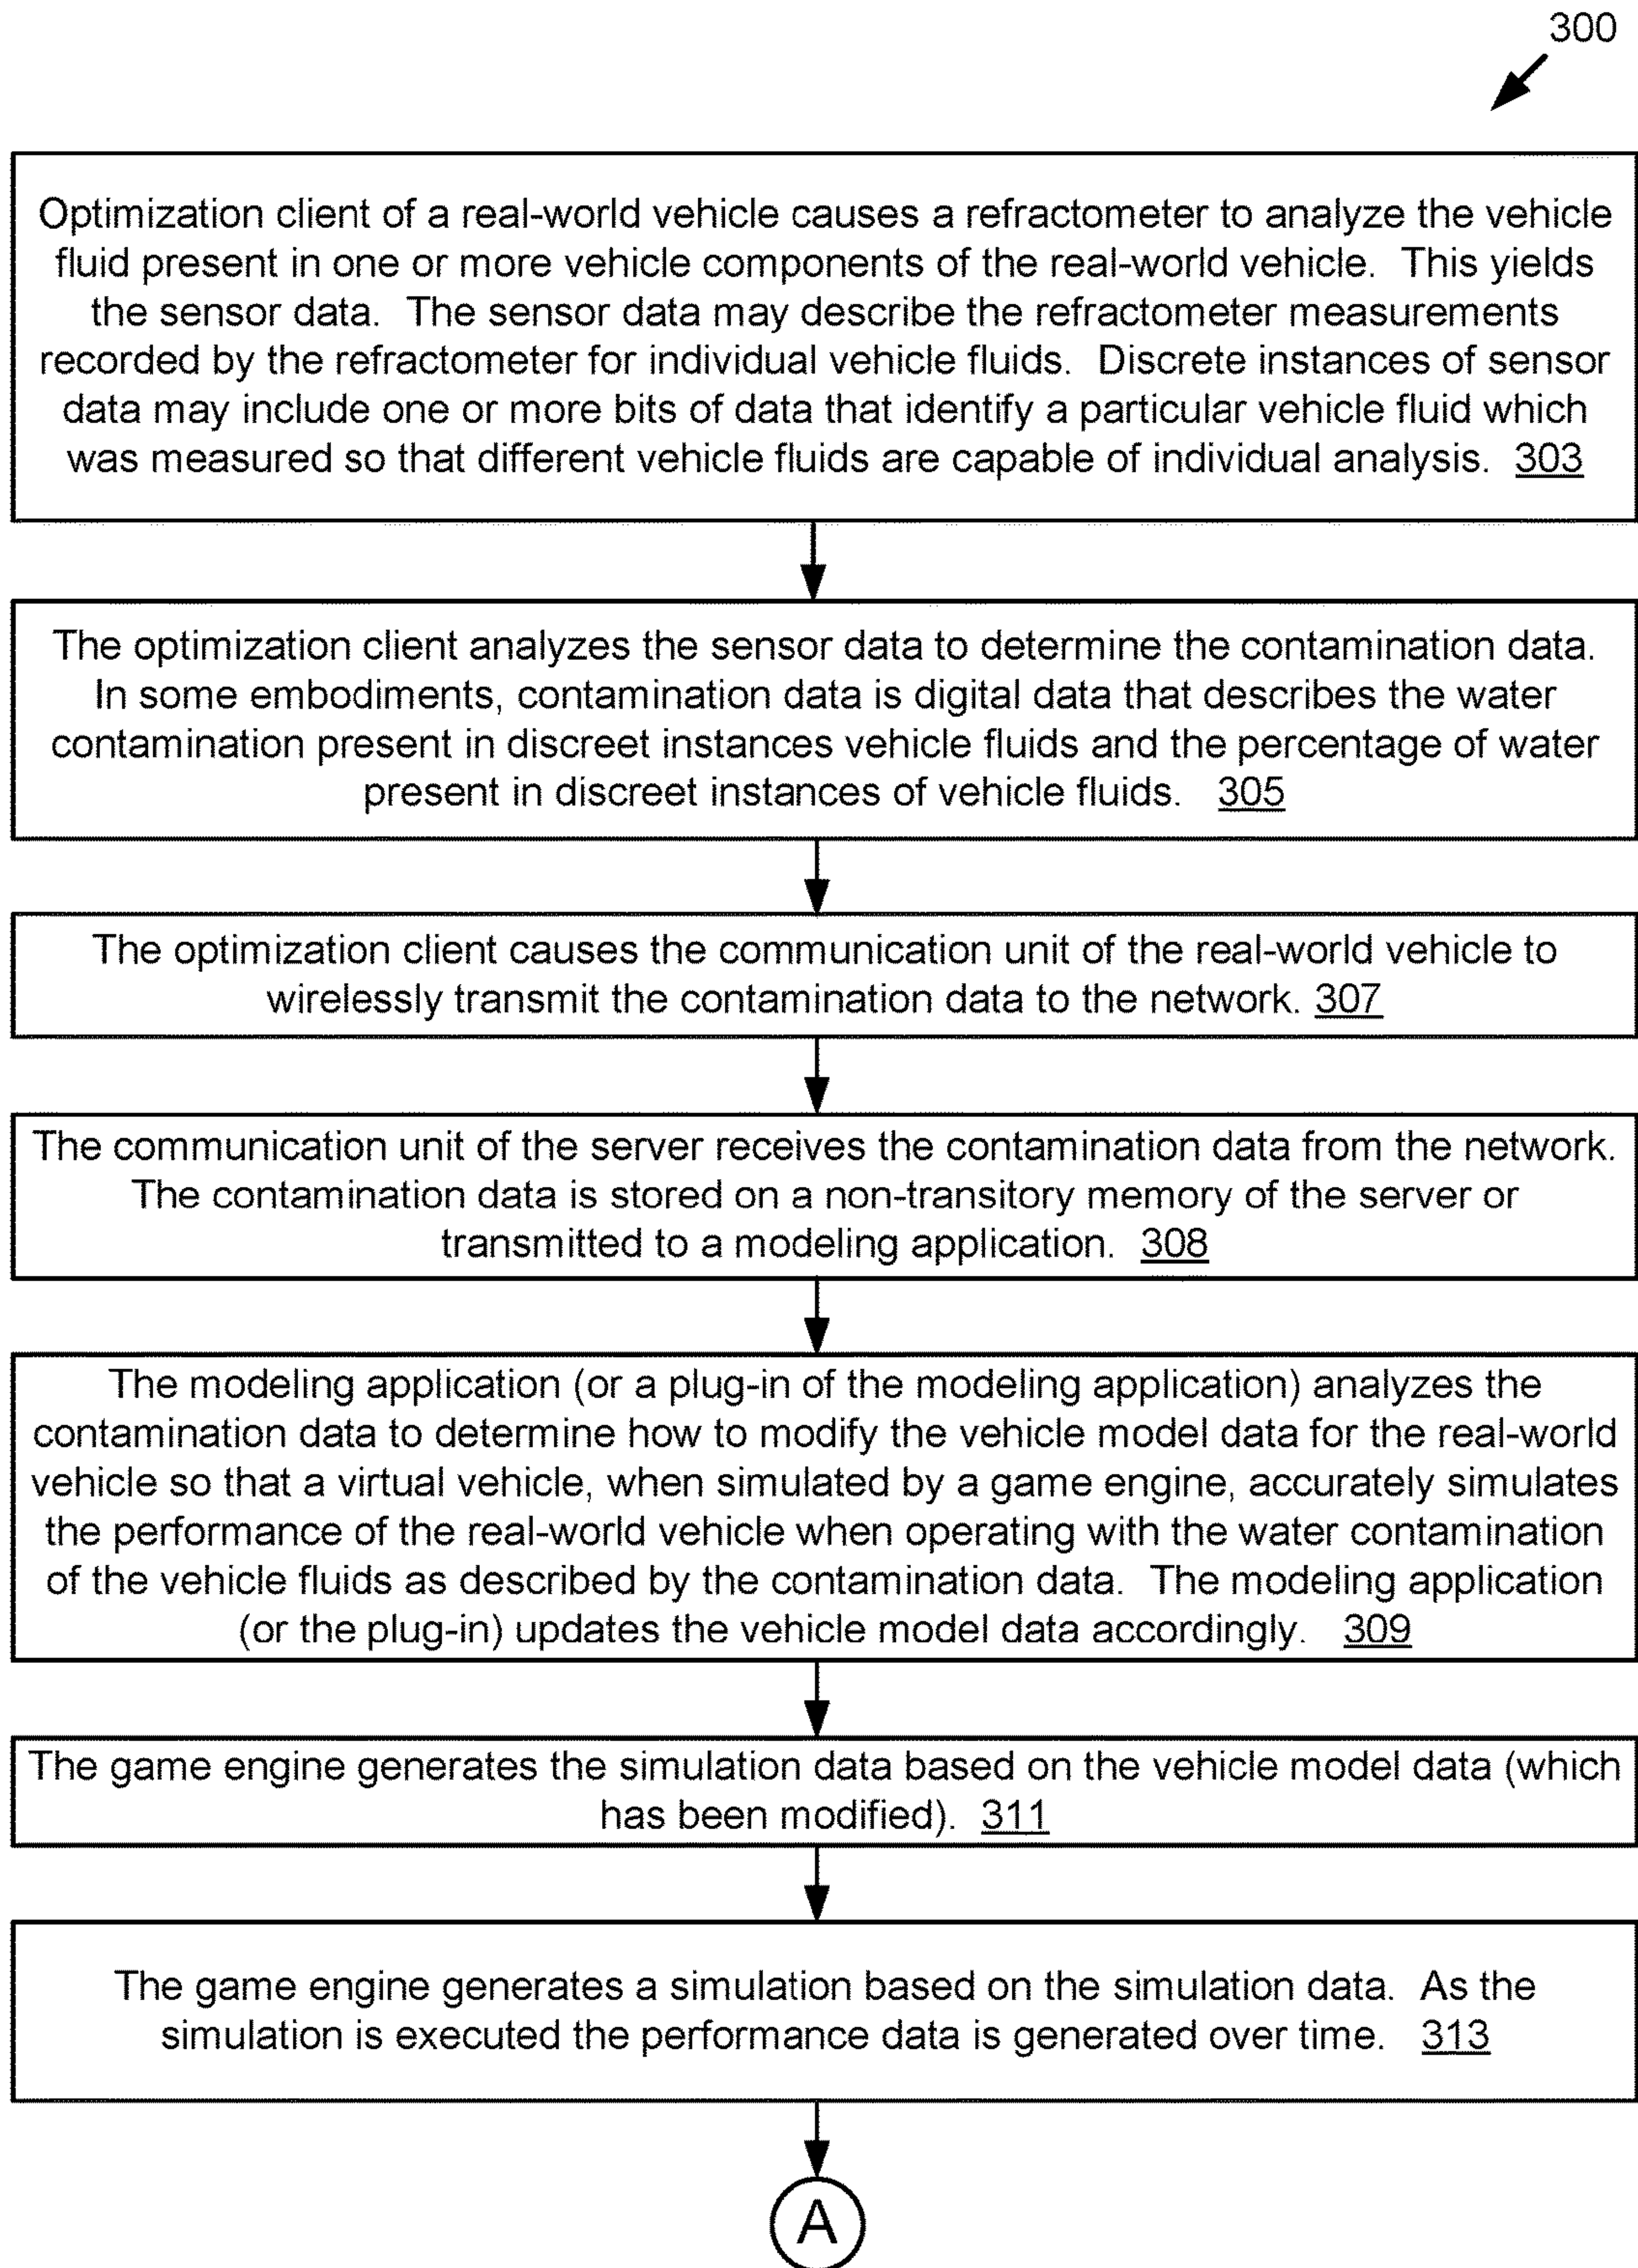 300
Optimization client of a real-world vehicle causes a refractometer to analyze the vehicle
fluid present in one or more vehicle components of the real-world vehicle. This yields
the sensor data. The sensor data may describe the refractometer measurements
recorded by the refractometer for individual vehicle fluids. Discrete instances of sensor
data may include one or more bits of data that identify a particular vehicle fluid which
was measured so that different vehicle fluids are capable of individual analysis. 303
The optimization client analyzes the sensor data to determine the contamination data.
In some embodiments, contamination data is digital data that describes the water
contamination present in discreet instances vehicle fluids and the percentage of water
present in discreet instances of vehicle fluids. 305
The optimization client causes the communication unit of the real-world vehicle to
wirelessly transmit the contamination data to the network. 307
The communication unit of the server receives the contamination data from the network.
The contamination data is stored on a non-transitory memory of the server or
transmitted to a modeling application. 308
The modeling application (or a plug-in of the modeling application) analyzes the
contamination data to determine how to modify the vehicle model data for the real-world
vehicle so that a virtual vehicle, when simulated by a game engine, accurately simulates
the performance of the real-world vehicle when operating with the water contamination
of the vehicle fluids as described by the contamination data. The modeling application
(or the plug-in) updates the vehicle model data accordingly. 309
The game engine generates the simulation data based on the vehicle model data (which
has been modified). 311
The game engine generates a simulation based on the simulation data. As the
simulation is executed the performance data is generated over time. 313
A